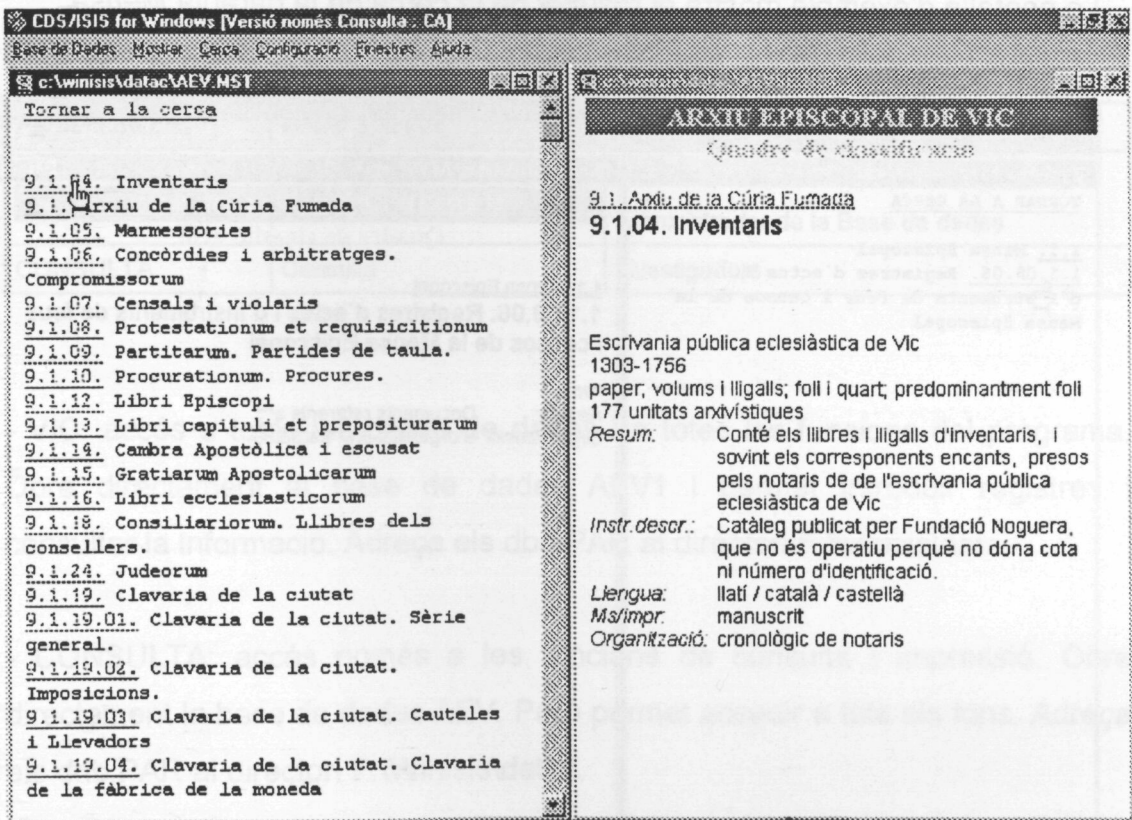 CDS/ISIS for Windows [Versió només Consulta : CA]
Base de Dades Mostrar Cerca Configuració Finestres Ajuda
c:\winisis\datac\AEV.MST
Tornar a la cerca
9.1.04. Inventaris
9.1. Arxiu de la Cúria Fumada
9.1.05. Marmessories
9.1.06. Concòrdies i arbitratges.
Compromissorum
9.1.07. Censals i violaris
9.1.08. Protestationum et requisicitionum
9.1.09. Partitarum. Partides de taula.
9.1.10. Procurationum. Procures.
9.1.12. Libri Episcopi
9.1.13. Libri capituli et prepositurarum
9.1.14. Cambra Apostòlica i escusat
9.1.15. Gratiarum Apostolicarum
9.1.16. Libri ecclesiasticorum
9.1.18. Consiliariorum. Llibres dels
consellers.
9.1.24. Judeorum
9.1.19. Clavaria de la ciutat
9.1.19.01. Clavaria de la ciutat. Sèrie
general.
9.1.19.02. Clavaria de la ciutat.
Imposicions.
9.1.19.03. Clavaria de la ciutat. Cauteles
i Llevadors
9.1.19.04. Clavaria de la ciutat. Clavaria
de la fàbrica de la moneda
ARXIU EPISCOPAL DE VIC
Quadre de classificació
9.1. Arxiu de la Cúria Fumada
9.1.04. Inventaris
Escrivania pública eclesiàstica de Vic
1303-1756
paper; volums i lligalls; foli i quart; predominantment foli
177 unitats arxivístiques
Resum: Conté els llibres i lligalls d'inventaris, i
sovint els corresponents encants, presos
pels notaris de de l'escrivania pública
eclesiàstica de Vic
Instr.descr.: Catàleg publicat per Fundació Noguera,
que no és operatiu perquè no dóna cota
ni número d'identificació.
Llengua: llatí / català / castellà
Ms/impr: manuscrit
Organització: cronològic de notaris